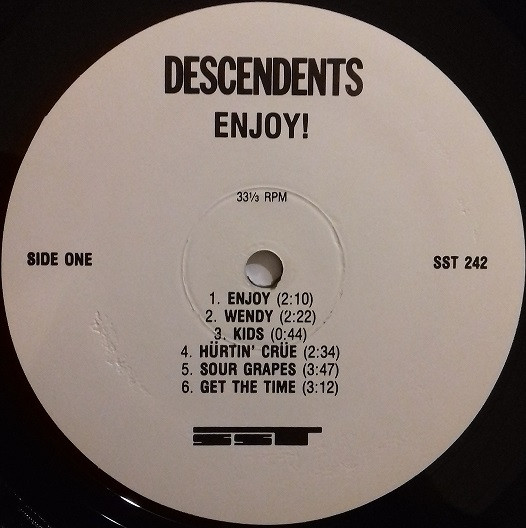 DESCENDENTS
ENJOY!
33⅓ RPM
SIDE ONE
SST 242
1. ENJOY (2:10)
2. WENDY (2:22)
3. KIDS (0:44)
4. HÜRTIN' CRÜE (2:34)
5. SOUR GRAPES (3:47)
6. GET THE TIME (3:12)
SST